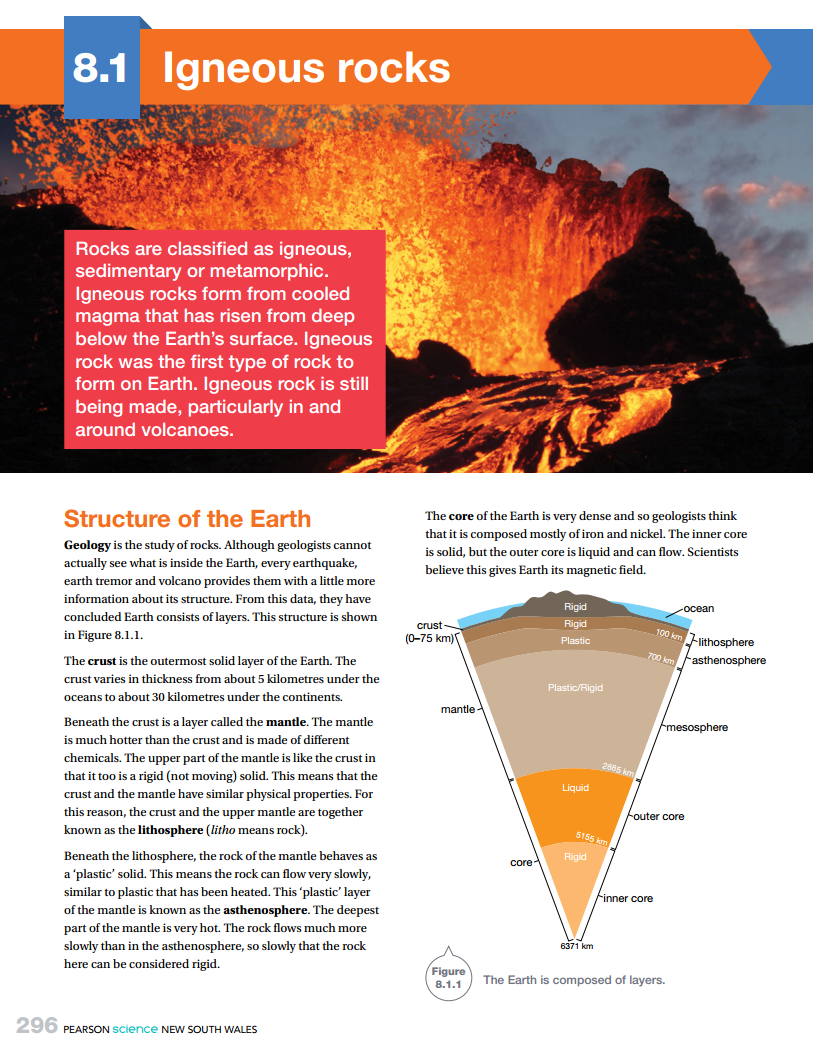 8.1 Igneous rocks
Rocks are classified as igneous,
sedimentary or metamorphic.
Igneous rocks form from cooled
magma that has risen from deep
below the Earth's surface. Igneous
rock was the first type of rock to
form on Earth. Igneous rock is still
being made, particularly in and
around volcanoes.
Structure of the Earth
Geology is the study of rocks. Although geologists cannot
actually see what is inside the Earth, every earthquake,
earth tremor and volcano provides them with a little more
information about its structure. From this data, they have
concluded Earth consists of layers. This structure is shown
in Figure 8.1.1.
The crust is the outermost solid layer of the Earth. The
crust varies in thickness from about 5 kilometres under the
oceans to about 30 kilometres under the continents.
Beneath the crust is a layer called the mantle. The mantle
is much hotter than the crust and is made of different
chemicals. The upper part of the mantle is like the crust in
that it too is a rigid (not moving) solid. This means that the
crust and the mantle have similar physical properties. For
this reason, the crust and the upper mantle are together
known as the lithosphere (litho means rock).
Beneath the lithosphere, the rock of the mantle behaves as
a 'plastic' solid. This means the rock can flow very slowly,
similar to plastic that has been heated. This 'plastic' layer
of the mantle is known as the asthenosphere. The deepest
part of the mantle is very hot. The rock flows much more
slowly than in the asthenosphere, so slowly that the rock
here can be considered rigid.
The core of the Earth is very dense and so geologists think
that it is composed mostly of iron and nickel. The inner core
is solid, but the outer core is liquid and can flow. Scientists
believe this gives Earth its magnetic field.
Rigid
ocean
crust
(0–75 km)
Rigid
100 km
lithosphere
Plastic
700 km
asthenosphere
Plastic/Rigid
mantle
mesosphere
2885 km
Liquid
outer core
5155 km
Rigid
core
inner core
6371 km
Figure
8.1.1
The Earth is composed of layers.
296 PEARSON science NEW SOUTH WALES